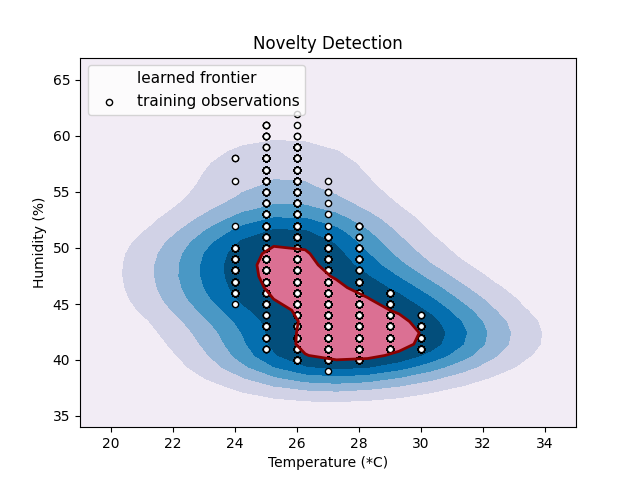 Novelty Detection
learned frontier
training observations
65
60
55
50
45
40
35
Humidity (%)
20 22 24 26 28 30 32 34
Temperature (*C)